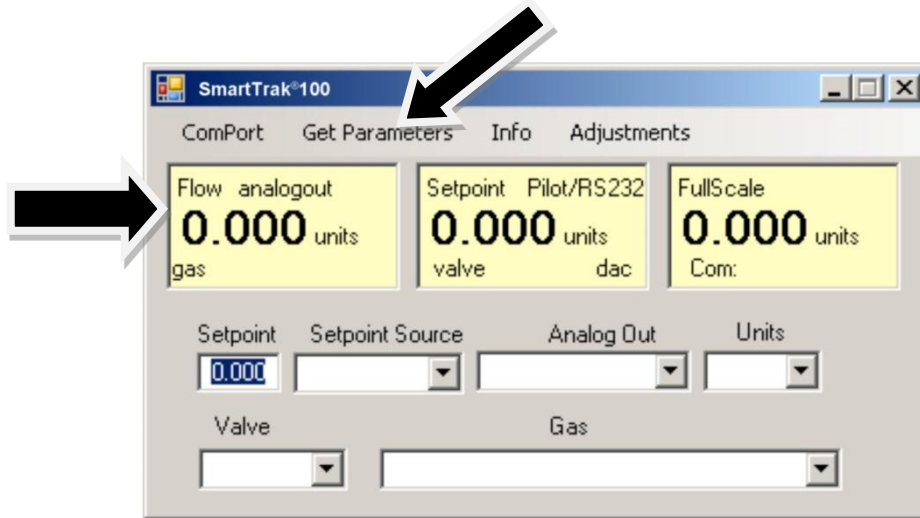 SmartTrak®100
ComPort Get Parameters Info Adjustments
Flow analogout Setpoint Pilot/RS232 FullScale
0.000 units 0.000 units 0.000 units
gas valve dac Com:
Setpoint Setpoint Source Analog Out Units
0.000
Valve Gas